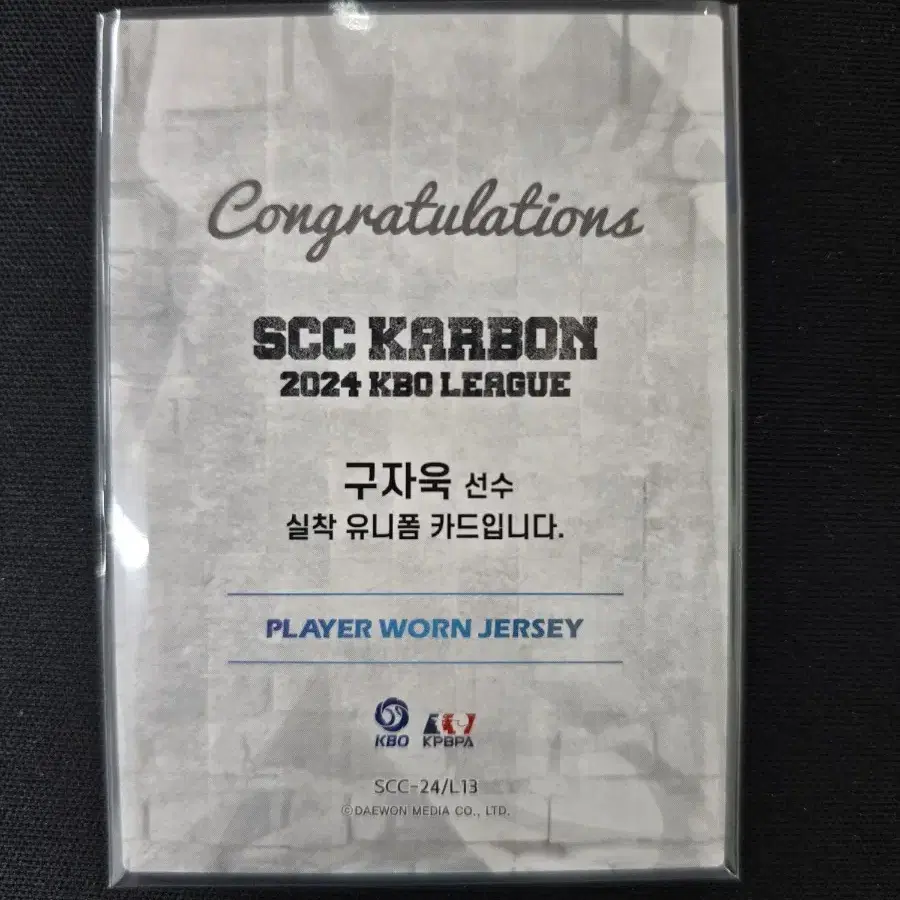 Congratulations
SCC KARBON
2024 KBO LEAGUE
구자욱 선수
실착 유니폼 카드입니다.
PLAYER WORN JERSEY
KBO KPBPA
SCC-24/L13
©DAEWON MEDIA CO., LTD.